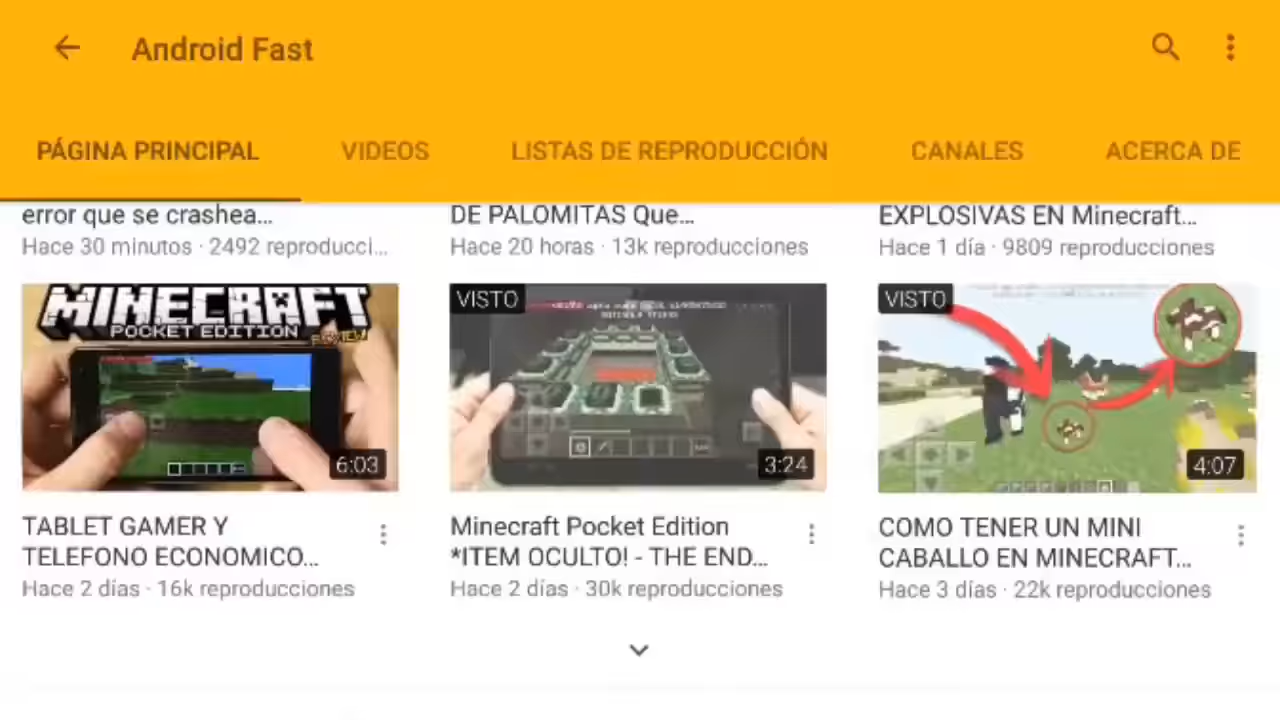 Android Fast
PÁGINA PRINCIPAL
VIDEOS
LISTAS DE REPRODUCCIÓN
CANALES
ACERCA DE
error que se crashea...
Hace 30 minutos · 2492 reproducci...
DE PALOMITAS Que...
Hace 20 horas · 13k reproducciones
EXPLOSIVAS EN Minecraft...
Hace 1 día · 9809 reproducciones
MINECRAFT
POCKET EDITION
6:03
TABLET GAMER Y
TELEFONO ECONOMICO...
Hace 2 días · 16k reproducciones
VISTO
3:24
Minecraft Pocket Edition
*ITEM OCULTO! - THE END...
Hace 2 días · 30k reproducciones
VISTO
4:07
COMO TENER UN MINI
CABALLO EN MINECRAFT...
Hace 3 días · 22k reproducciones